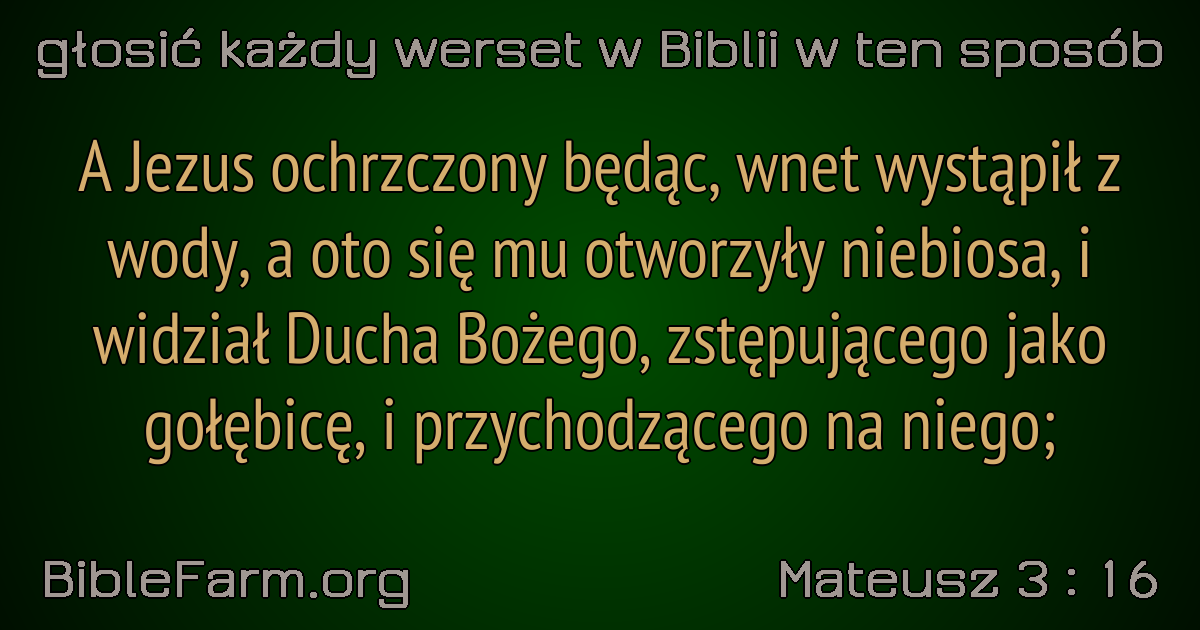 głosić każdy werset w Biblii w ten sposób
A Jezus ochrzczony będąc, wnet wystąpił z
wody, a oto się mu otworzyły niebiosa, i
widział Ducha Bożego, zstępującego jako
gołębicę, i przychodzącego na niego;
BibleFarm.org
Mateusz 3 : 16